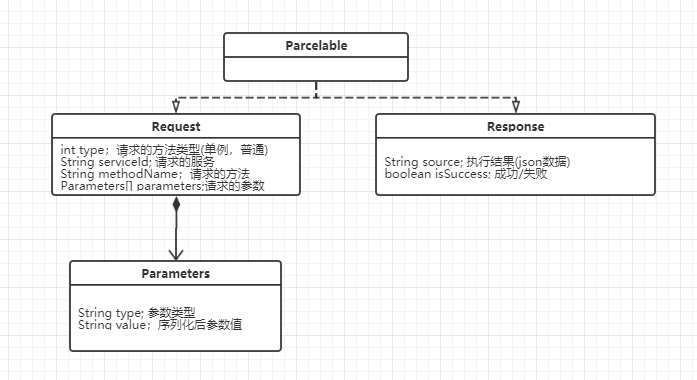 Parcelable
Request
int type；请求的方法类型(单例，普通)
String serviceId; 请求的服务
String methodName；请求的方法
Parameters[] parameters;请求的参数
Response
String source; 执行结果(json数据)
boolean isSuccess; 成功/失败
Parameters
String type; 参数类型
String value；序列化后参数值